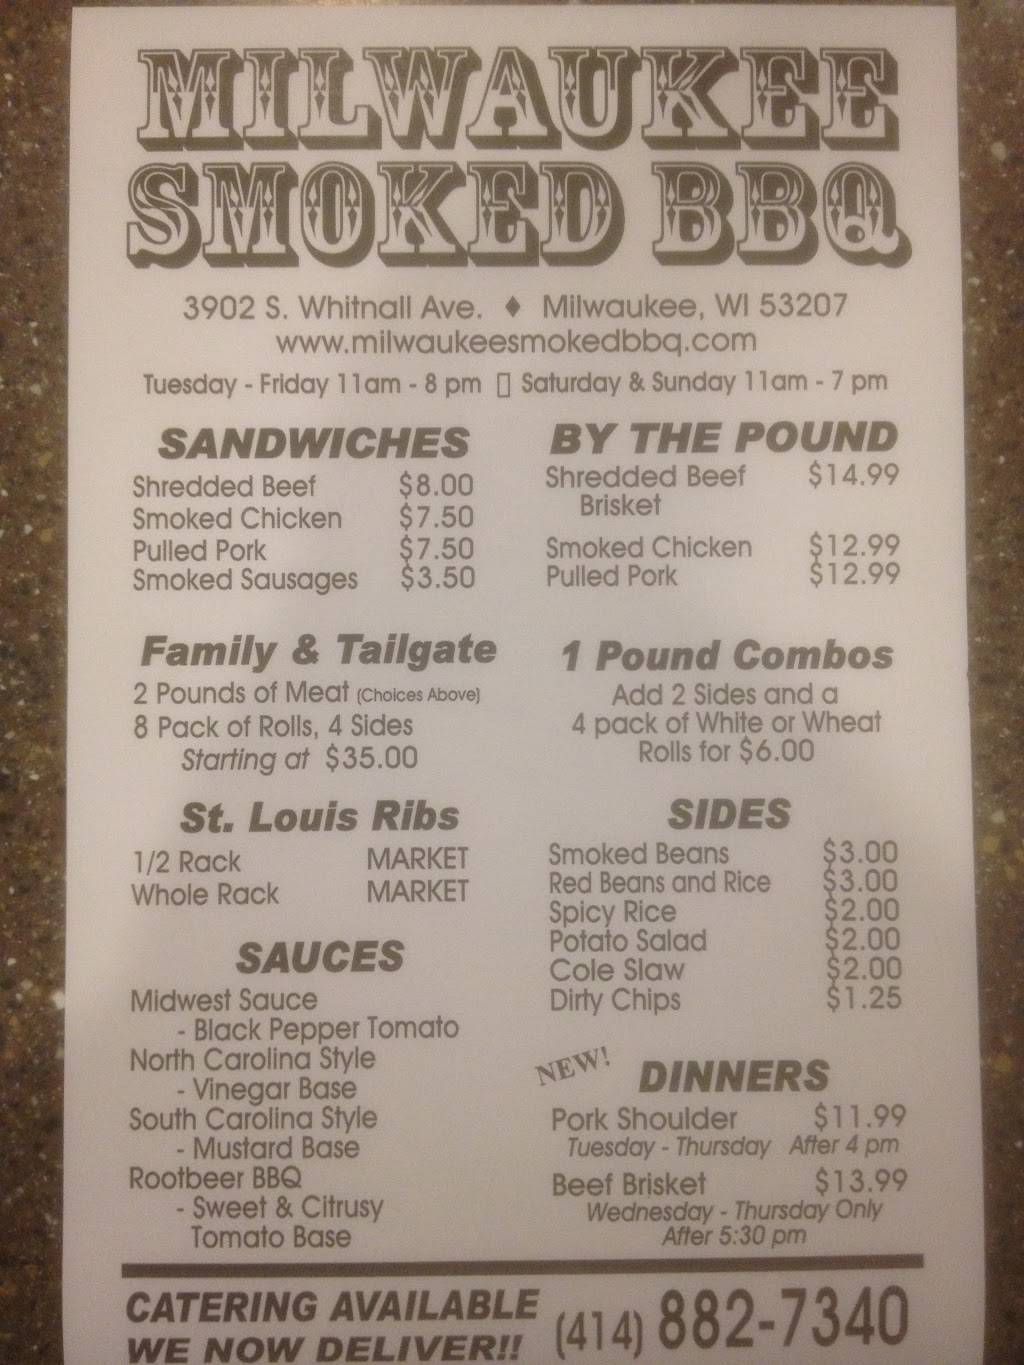 MILWAUKEE
SMOKED BBQ
3902 S. Whitnall Ave. ♦ Milwaukee, WI 53207
www.milwaukeesmokedbbq.com
Tuesday - Friday 11am - 8 pm ▯ Saturday & Sunday 11am - 7 pm
SANDWICHES
Shredded Beef $8.00
Smoked Chicken $7.50
Pulled Pork $7.50
Smoked Sausages $3.50
BY THE POUND
Shredded Beef $14.99
Brisket
Smoked Chicken $12.99
Pulled Pork $12.99
Family & Tailgate
2 Pounds of Meat (Choices Above)
8 Pack of Rolls, 4 Sides
Starting at $35.00
1 Pound Combos
Add 2 Sides and a
4 pack of White or Wheat
Rolls for $6.00
St. Louis Ribs
1/2 Rack MARKET
Whole Rack MARKET
SIDES
Smoked Beans $3.00
Red Beans and Rice $3.00
Spicy Rice $2.00
Potato Salad $2.00
Cole Slaw $2.00
Dirty Chips $1.25
SAUCES
Midwest Sauce
- Black Pepper Tomato
North Carolina Style
- Vinegar Base
South Carolina Style
- Mustard Base
Rootbeer BBQ
- Sweet & Citrusy
Tomato Base
NEW! DINNERS
Pork Shoulder $11.99
Tuesday - Thursday After 4 pm
Beef Brisket $13.99
Wednesday - Thursday Only
After 5:30 pm
CATERING AVAILABLE
WE NOW DELIVER!!
(414) 882-7340